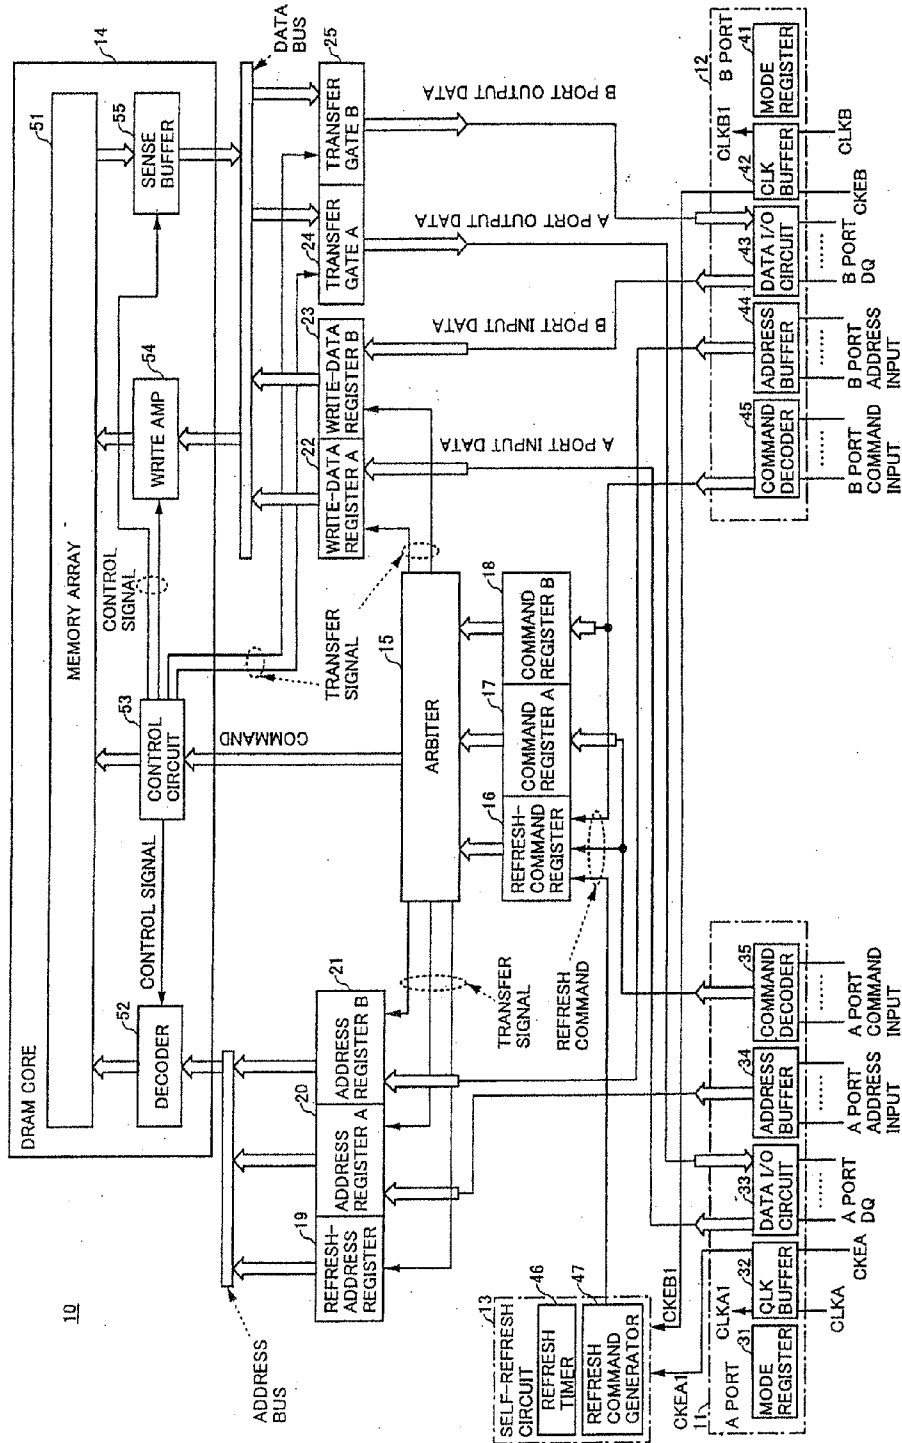 10
DRAM CORE
14
MEMORY ARRAY
51
DECODER
52
CONTROL SIGNAL
CONTROL
CIRCUIT
53
CONTROL
SIGNAL
WRITE AMP
54
SENSE
BUFFER
55
ADDRESS
BUS
DATA
BUS
REFRESH-
ADDRESS
REGISTER
19
ADDRESS
REGISTER A
20
ADDRESS
REGISTER B
21
COMMAND
TRANSFER
SIGNAL
WRITE-DATA
REGISTER A
22
WRITE-DATA
REGISTER B
23
TRANSFER
GATE A
24
TRANSFER
GATE B
25
ARBITER
15
TRANSFER
SIGNAL
A PORT INPUT DATA
B PORT INPUT DATA
A PORT OUTPUT DATA
B PORT OUTPUT DATA
REFRESH-
COMMAND
REGISTER
16
COMMAND
REGISTER A
17
COMMAND
REGISTER B
18
REFRESH
COMMAND
SELF-REFRESH
CIRCUIT
13
REFRESH
TIMER
46
REFRESH
COMMAND
GENERATOR
47
CKEA1
CKEB1
11
A PORT
MODE
REGISTER
31
CLKA1
CLK
BUFFER
32
DATA I/O
CIRCUIT
33
ADDRESS
BUFFER
34
COMMAND
DECODER
35
CLKA
CKEA
A PORT
DQ
A PORT
ADDRESS
INPUT
A PORT
COMMAND
INPUT
12
B PORT
COMMAND
DECODER
45
ADDRESS
BUFFER
44
DATA I/O
CIRCUIT
43
CLK
BUFFER
42
CLKB1
MODE
REGISTER
41
B PORT
COMMAND
INPUT
B PORT
ADDRESS
INPUT
B PORT
DQ
CKEB
CLKB